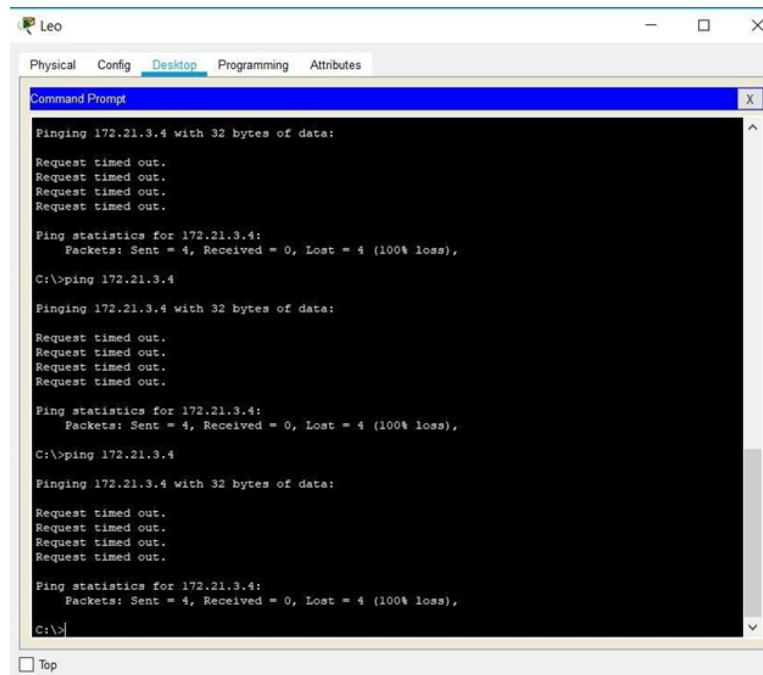 Leo
Physical Config Desktop Programming Attributes
Command Prompt
X
Pinging 172.21.3.4 with 32 bytes of data:
Request timed out.
Request timed out.
Request timed out.
Request timed out.
Ping statistics for 172.21.3.4:
Packets: Sent = 4, Received = 0, Lost = 4 (100% loss),
C:\>ping 172.21.3.4
Pinging 172.21.3.4 with 32 bytes of data:
Request timed out.
Request timed out.
Request timed out.
Request timed out.
Ping statistics for 172.21.3.4:
Packets: Sent = 4, Received = 0, Lost = 4 (100% loss),
C:\>ping 172.21.3.4
Pinging 172.21.3.4 with 32 bytes of data:
Request timed out.
Request timed out.
Request timed out.
Request timed out.
Ping statistics for 172.21.3.4:
Packets: Sent = 4, Received = 0, Lost = 4 (100% loss),
C:\>
Top